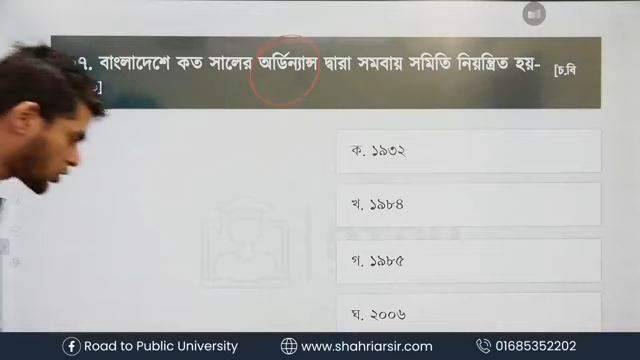 ৭. বাংলাদেশে কত সালের অর্ডিন্যান্স দ্বারা সমবায় সমিতি নিয়ন্ত্রিত হয়- [চ.বি
]
ক. ১৯৩২
খ. ১৯৮৪
গ. ১৯৮৫
ঘ. ২০০৬
Road to Public University www.shahriarsir.com 01685352202